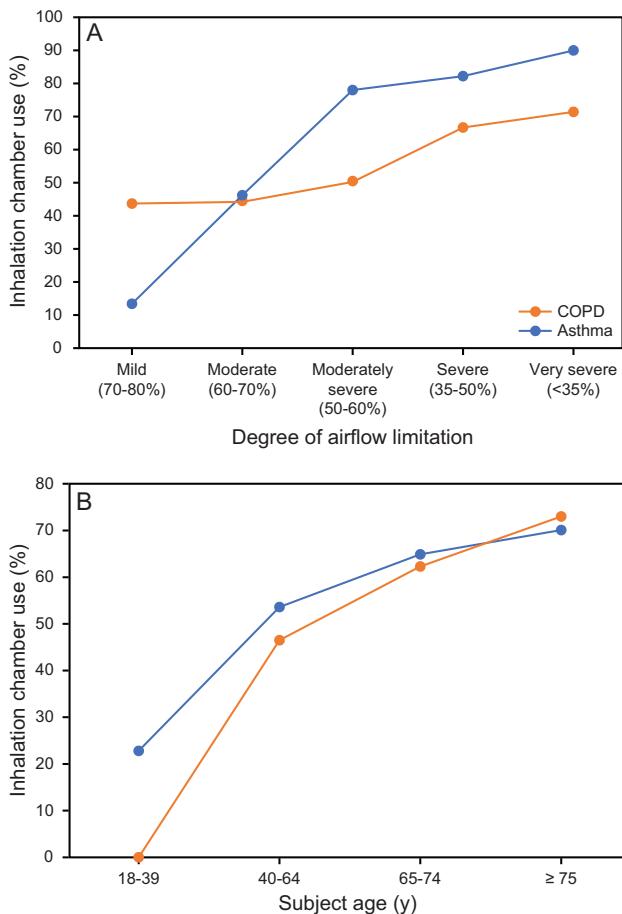 A
Inhalation chamber use (%)
100
90
80
70
60
50
40
30
20
10
0
COPD
Asthma
Mild Moderate Moderately Severe Very severe
(70-80%) (60-70%) severe (35-50%) (<35%)
(50-60%)
Degree of airflow limitation
B
Inhalation chamber use (%)
80
70
60
50
40
30
20
10
0
18-39 40-64 65-74 ≥ 75
Subject age (y)